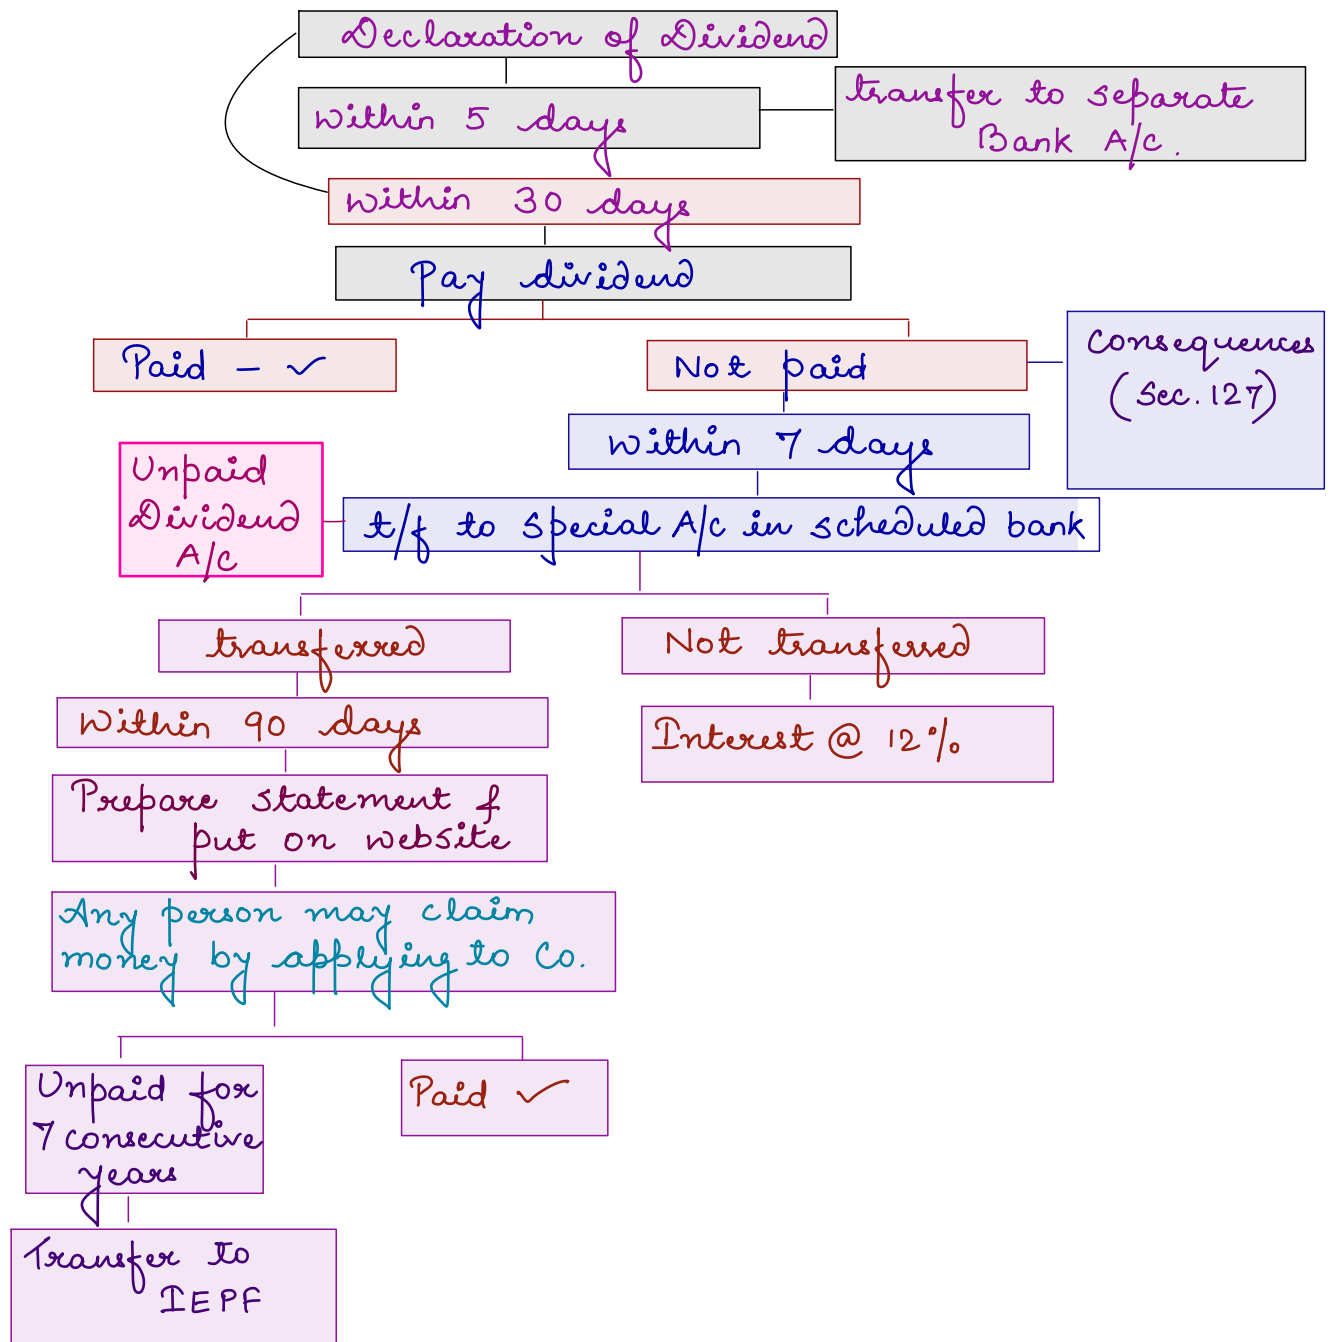 Declaration of Dividend
within 5 days
transfer to separate
Bank A/c.
within 30 days
Pay dividend
Paid - ✓
Not paid
Consequences
(Sec. 127)
within 7 days
Unpaid
Dividend
A/c
t/f to special A/c in scheduled bank
transferred
Not transferred
Within 90 days
Interest @ 12%
Prepare statement &
put on website
Any person may claim
money by applying to Co.
Unpaid for
7 consecutive
years
Paid ✓
Transfer to
IEPF